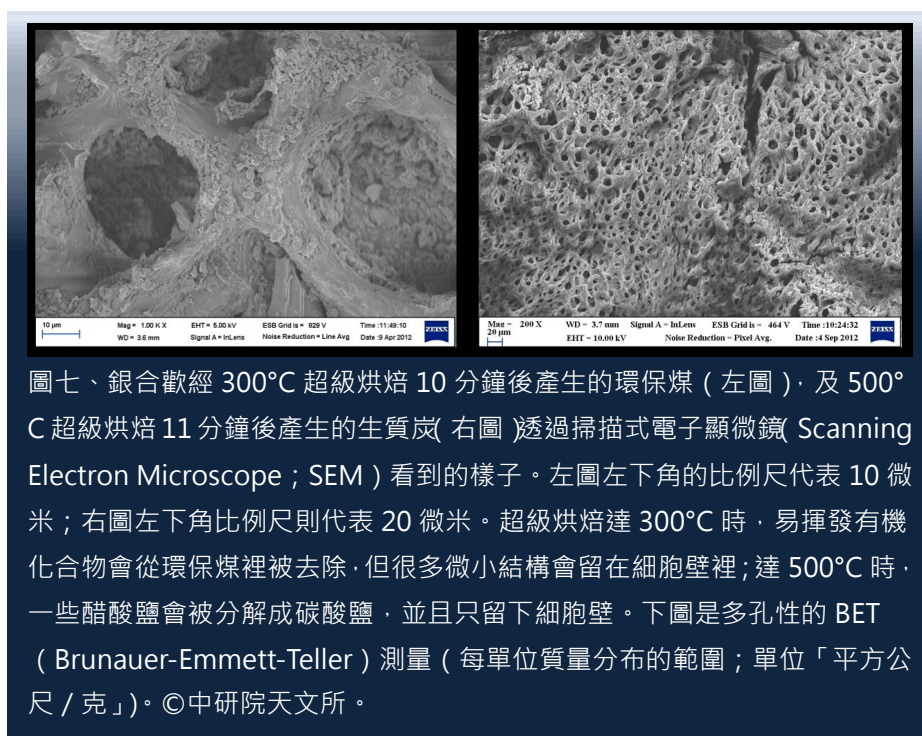 10 µm Mag = 1.00 K X EHT = 5.00 kV ESB Grid is = 829 V Time :11:49:10 ZEISS
WD = 3.6 mm Signal A = InLens Noise Reduction = Line Avg Date :9 Apr 2012
Mag = 200 X WD = 3.7 mm Signal A = InLens ESB Grid is = 464 V Time :10:24:32 ZEISS
20 µm EHT = 10.00 kV Noise Reduction = Pixel Avg. Date :4 Sep 2012
圖七、銀合歡經 300°C 超級烘焙 10 分鐘後產生的環保煤（左圖），及 500°
C 超級烘焙 11 分鐘後產生的生質炭（右圖）透過掃描式電子顯微鏡（Scanning
Electron Microscope；SEM）看到的樣子。左圖左下角的比例尺代表 10 微
米；右圖左下角比例尺則代表 20 微米。超級烘焙達 300°C 時，易揮發有機
化合物會從環保煤裡被去除，但很多微小結構會留在細胞壁裡；達 500°C 時，
一些醋酸鹽會被分解成碳酸鹽，並且只留下細胞壁。下圖是多孔性的 BET
（Brunauer-Emmett-Teller）測量（每單位質量分布的範圍；單位「平方公
尺 / 克」）。©中研院天文所。